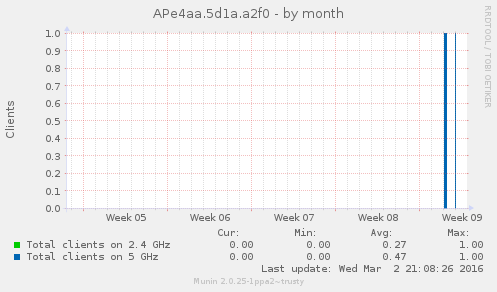 APe4aa.5d1a.a2f0 - by month
RRDTOOL / TOBI OETIKER
Clients
1.0
0.9
0.8
0.7
0.6
0.5
0.4
0.3
0.2
0.1
0.0
Week 05 Week 06 Week 07 Week 08 Week 09
Cur: Min: Avg: Max:
Total clients on 2.4 GHz 0.00 0.00 0.27 1.00
Total clients on 5 GHz 0.00 0.00 0.47 1.00
Last update: Wed Mar 2 21:08:26 2016
Munin 2.0.25-1ppa2~trusty